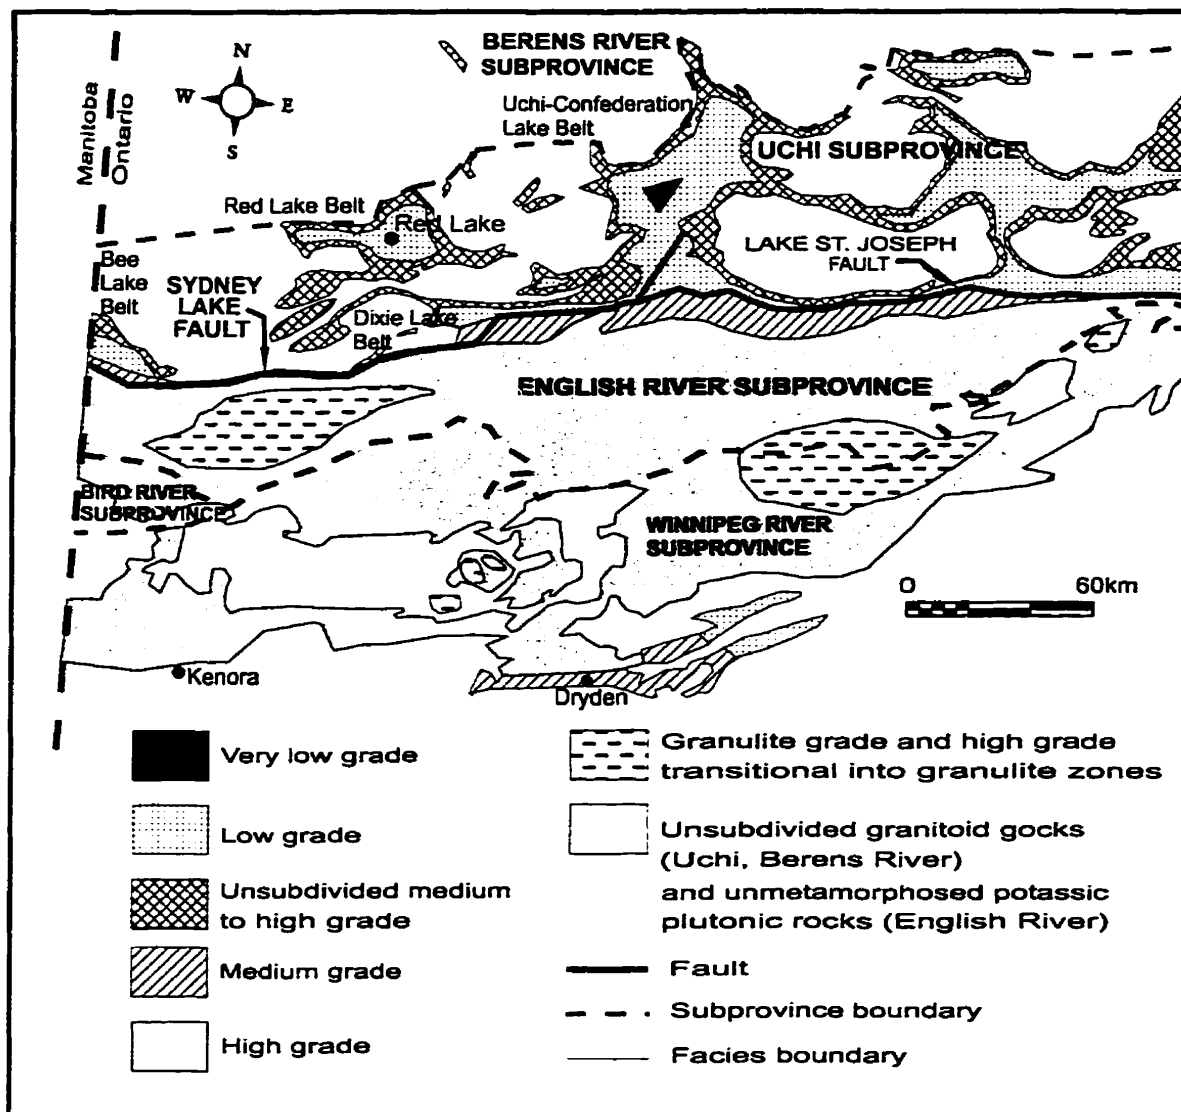 N
W
E
S
Manitoba
Ontario
BERENS RIVER
SUBPROVINCE
Uchi-Confederation
Lake Belt
UCHI SUBPROVINCE
Red Lake Belt
Red Lake
LAKE ST. JOSEPH
FAULT
Bee
Lake
Belt
SYDNEY
LAKE
FAULT
Dixie Lake
Belt
ENGLISH RIVER SUBPROVINCE
BIRD RIVER
SUBPROVINCE
WINNIPEG RIVER
SUBPROVINCE
0 60km
Kenora
Dryden
Very low grade
Low grade
Unsubdivided medium
to high grade
Medium grade
High grade
Granulite grade and high grade
transitional into granulite zones
Unsubdivided granitoid gocks
(Uchi, Berens River)
and unmetamorphosed potassic
plutonic rocks (English River)
Fault
Subprovince boundary
Facies boundary